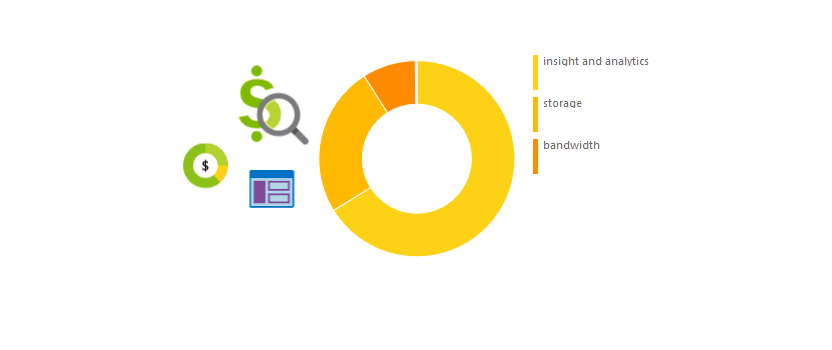 $
$
insight and analytics
storage
bandwidth